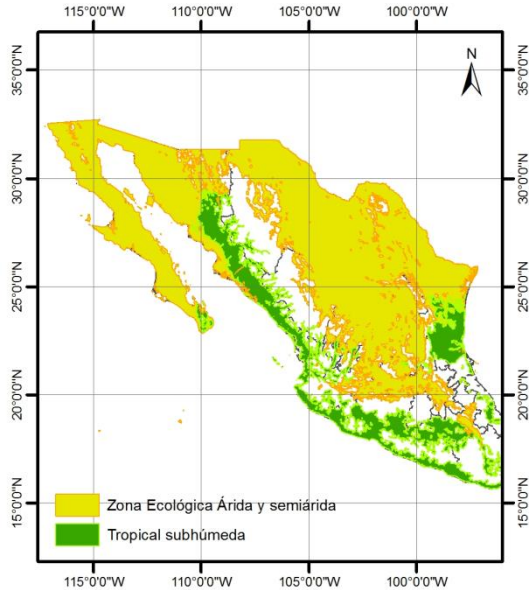 115°0'0"W 110°0'0"W 105°0'0"W 100°0'0"W
35°0'0"N 35°0'0"N
N
30°0'0"N 30°0'0"N
25°0'0"N 25°0'0"N
20°0'0"N 20°0'0"N
15°0'0"N 15°0'0"N
Zona Ecológica Árida y semiárida
Tropical subhúmeda
115°0'0"W 110°0'0"W 105°0'0"W 100°0'0"W